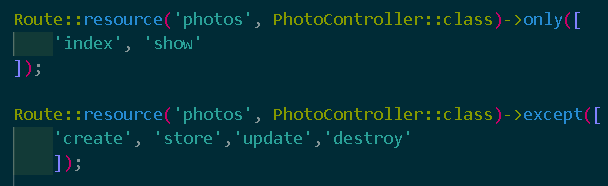 Route::resource('photos', PhotoController::class)->only([
    'index', 'show'
]);
Route::resource('photos', PhotoController::class)->except([
    'create', 'store','update','destroy'
    ]);